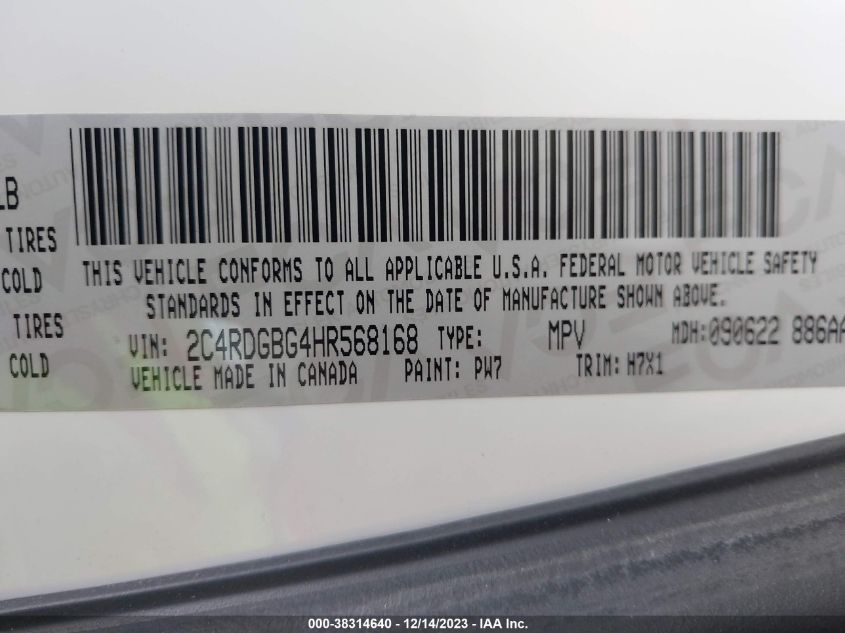 LB
TIRES
COLD
TIRES
COLD
THIS VEHICLE CONFORMS TO ALL APPLICABLE U.S.A. FEDERAL MOTOR VEHICLE SAFETY
STANDARDS IN EFFECT ON THE DATE OF MANUFACTURE SHOWN ABOVE.
VIN: 2C4RDGBG4HR568168 TYPE: MPV MDH: 090622 886AA
VEHICLE MADE IN CANADA PAINT: PW7 TRIM: H7X1
000-38314640 - 12/14/2023 - IAA Inc.